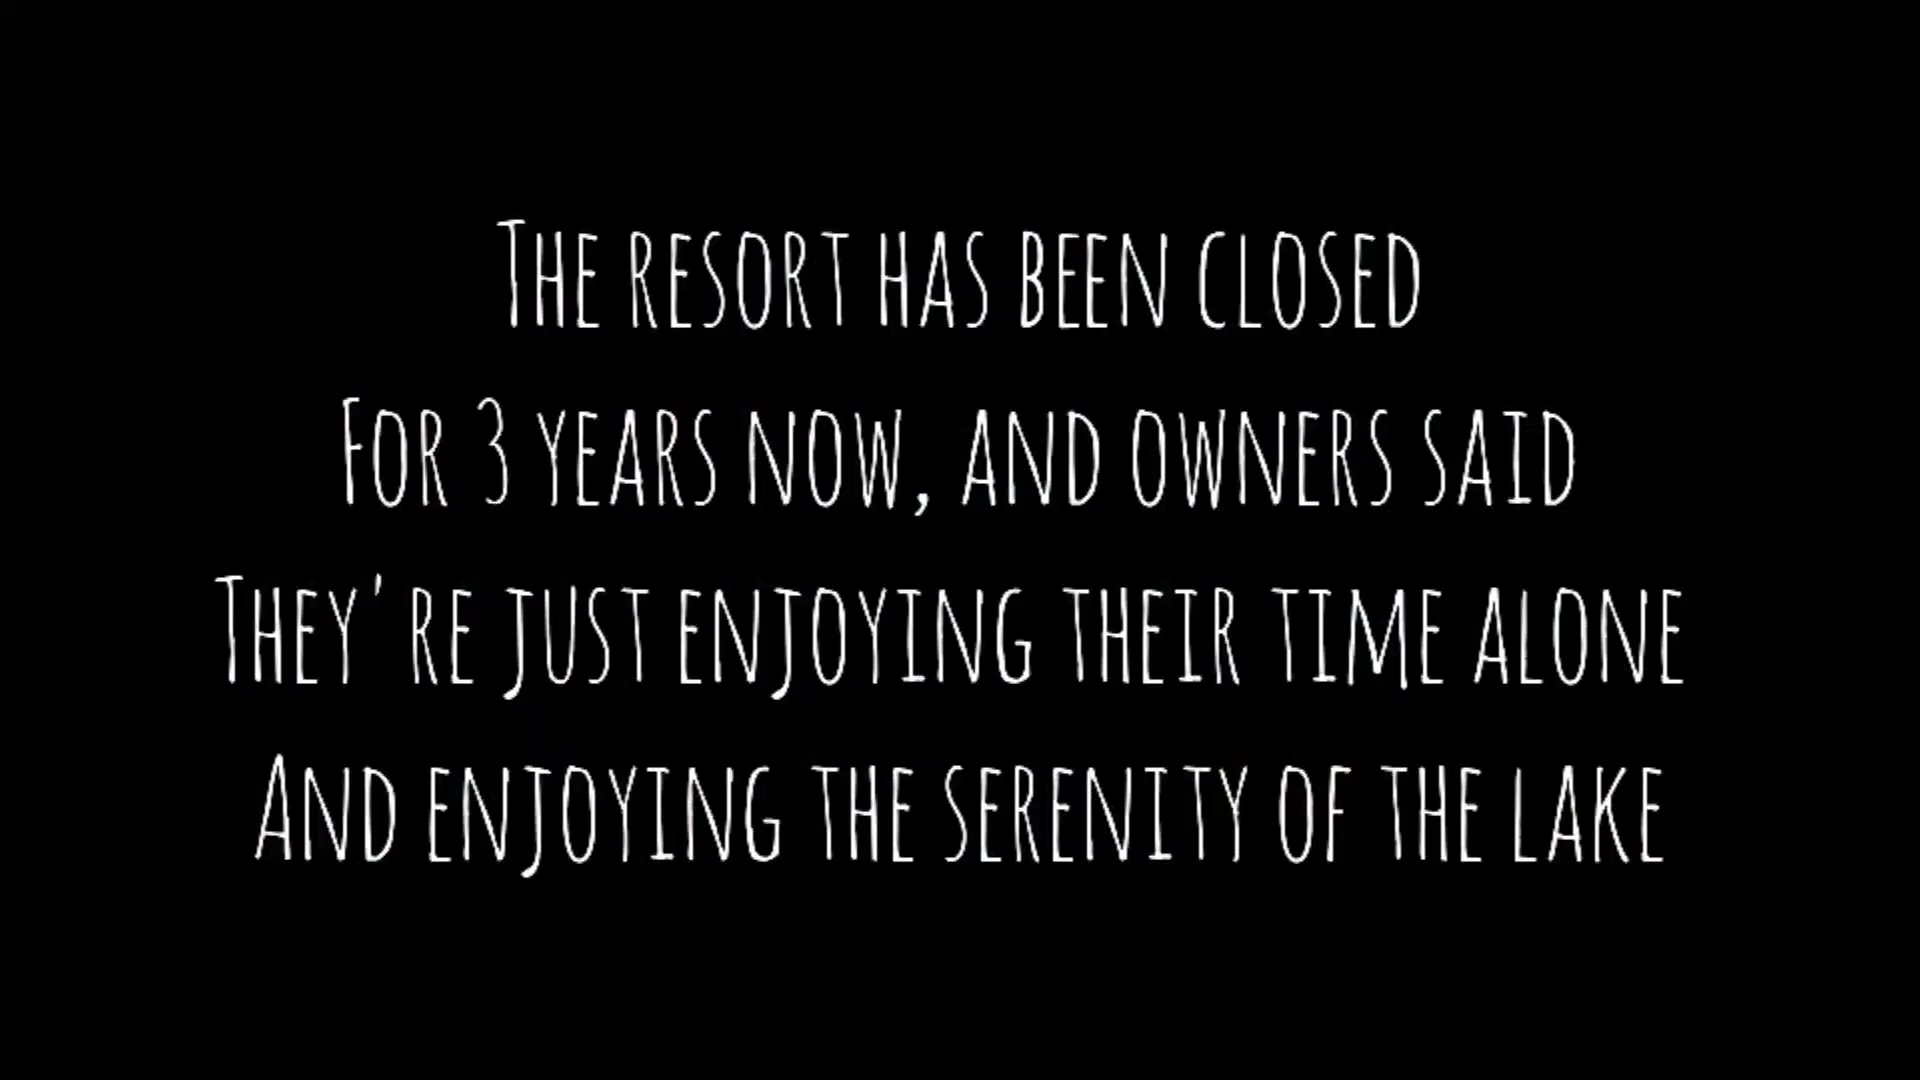 The resort has been closed
For 3 years now, and owners said
They're just enjoying their time alone
And enjoying the serenity of the lake